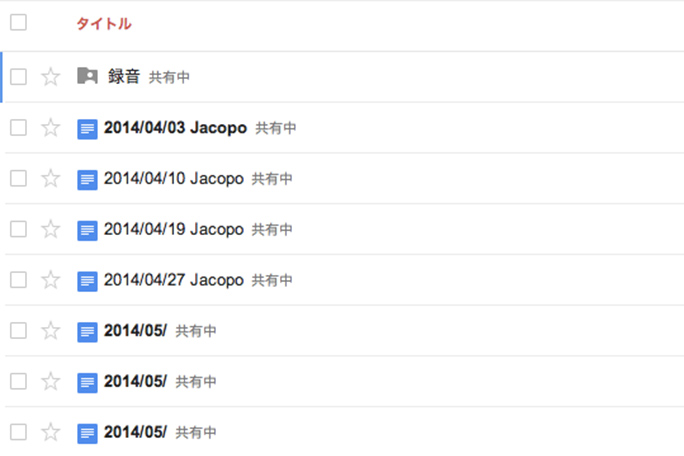 タイトル
録音 共有中
2014/04/03 Jacopo 共有中
2014/04/10 Jacopo 共有中
2014/04/19 Jacopo 共有中
2014/04/27 Jacopo 共有中
2014/05/ 共有中
2014/05/ 共有中
2014/05/ 共有中